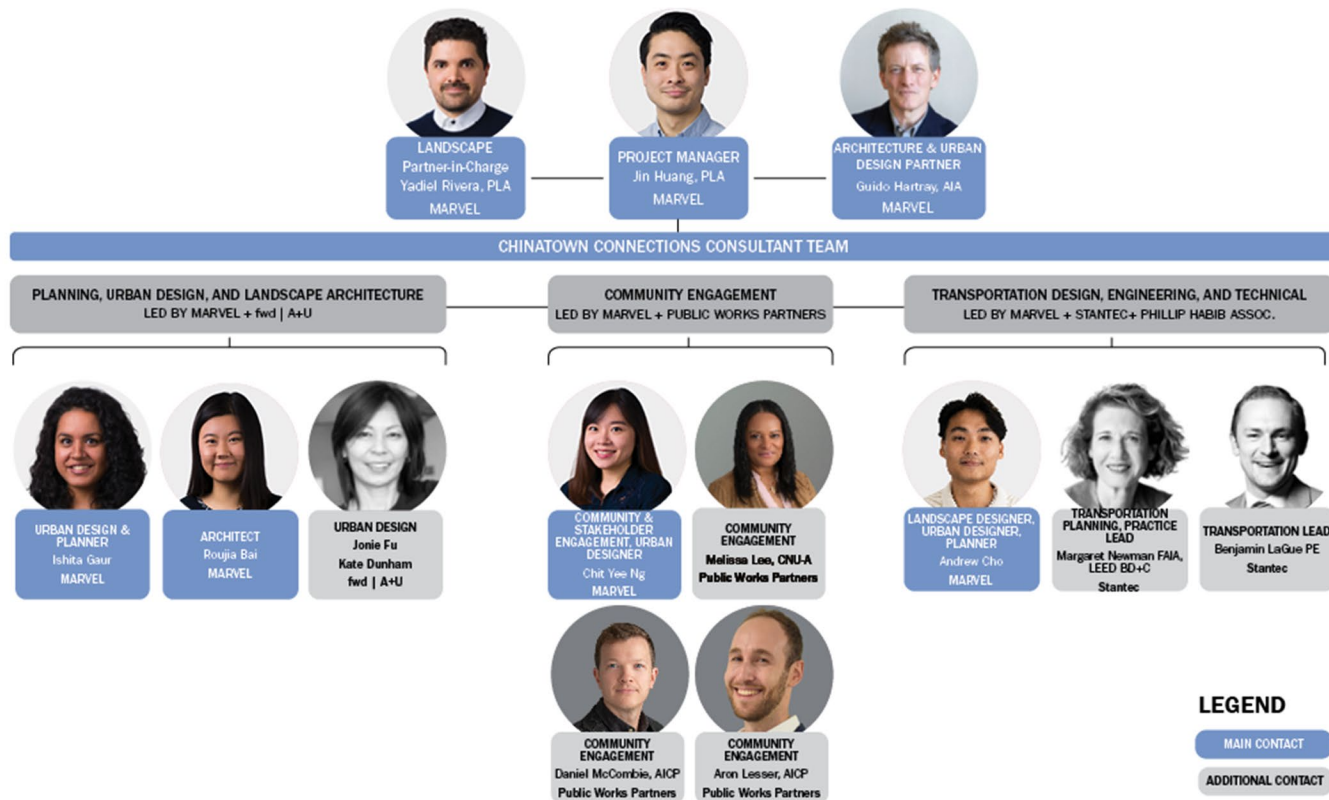 LANDSCAPE
Partner-in-Charge
Yadiel Rivera, PLA
MARVEL
PROJECT MANAGER
Jin Huang, PLA
MARVEL
ARCHITECTURE & URBAN
DESIGN PARTNER
Guido Hartray, AIA
MARVEL
CHINATOWN CONNECTIONS CONSULTANT TEAM
PLANNING, URBAN DESIGN, AND LANDSCAPE ARCHITECTURE
LED BY MARVEL + fwd | A+U
COMMUNITY ENGAGEMENT
LED BY MARVEL + PUBLIC WORKS PARTNERS
TRANSPORTATION DESIGN, ENGINEERING, AND TECHNICAL
LED BY MARVEL + STANTEC+ PHILLIP HABIB ASSOC.
URBAN DESIGN &
PLANNER
Ishita Gaur
MARVEL
ARCHITECT
Roujia Bai
MARVEL
URBAN DESIGN
Jonie Fu
Kate Dunham
fwd | A+U
COMMUNITY &
STAKEHOLDER
ENGAGEMENT, URBAN
DESIGNER
Chit Yee Ng
MARVEL
COMMUNITY
ENGAGEMENT
Melissa Lee, CNU-A
Public Works Partners
LANDSCAPE DESIGNER,
URBAN DESIGNER,
PLANNER
Andrew Cho
MARVEL
TRANSPORTATION
PLANNING, PRACTICE
LEAD
Margaret Newman FAIA,
LEED BD+C
Stantec
TRANSPORTATION LEAD
Benjamin LaGue PE
Stantec
COMMUNITY
ENGAGEMENT
Daniel McCombie, AICP
Public Works Partners
COMMUNITY
ENGAGEMENT
Aron Lesser, AICP
Public Works Partners
LEGEND
MAIN CONTACT
ADDITIONAL CONTACT